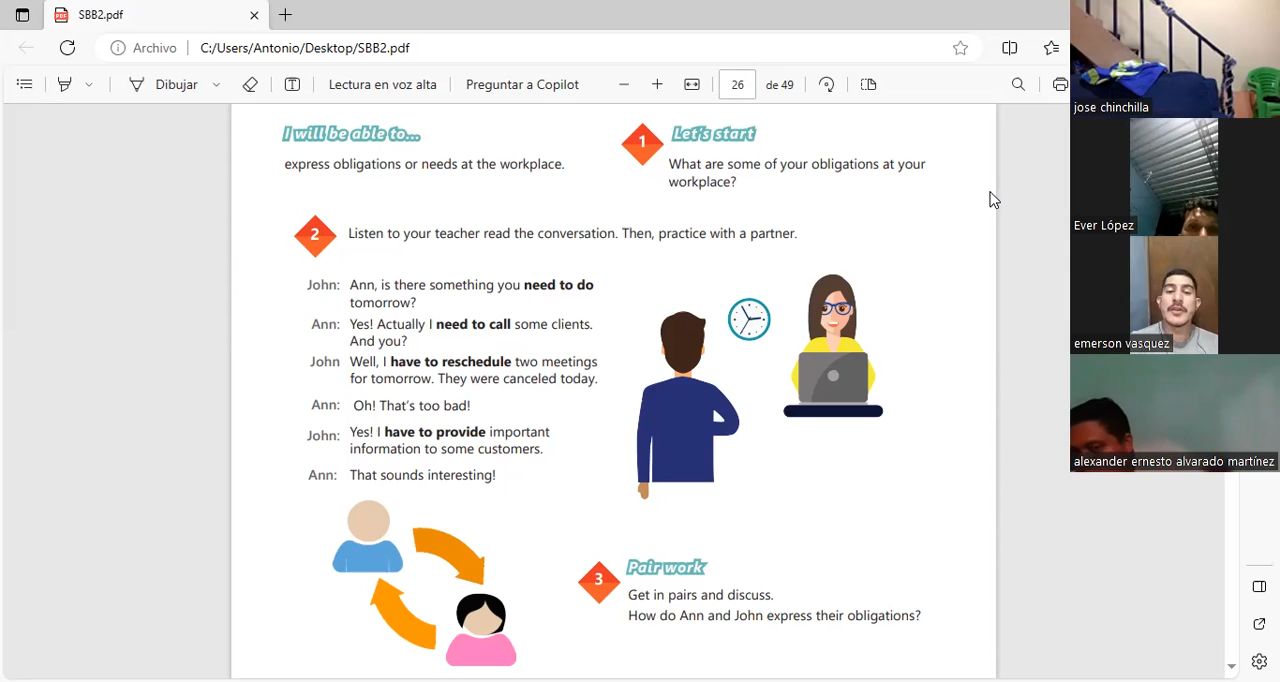 SBB2.pdf
Archivo
C:/Users/Antonio/Desktop/SBB2.pdf
Dibujar
Lectura en voz alta
Preguntar a Copilot
26
de 49
I will be able to...
express obligations or needs at the workplace.
1
Let's start
What are some of your obligations at your
workplace?
2
Listen to your teacher read the conversation. Then, practice with a partner.
John: Ann, is there something you need to do
tomorrow?
Ann: Yes! Actually I need to call some clients.
And you?
John Well, I have to reschedule two meetings
for tomorrow. They were canceled today.
Ann: Oh! That's too bad!
John: Yes! I have to provide important
information to some customers.
Ann: That sounds interesting!
3
Pair work
Get in pairs and discuss.
How do Ann and John express their obligations?
jose chinchilla
Ever López
emerson vasquez
alexander ernesto alvarado martínez